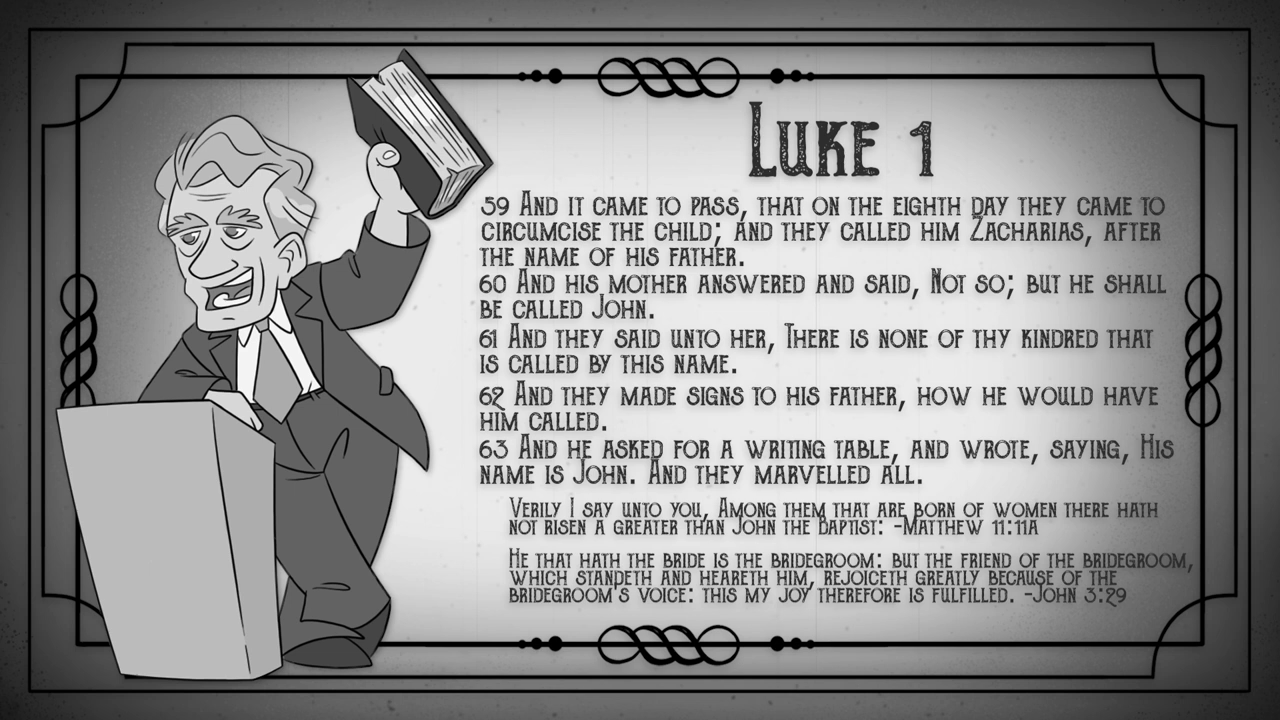 Luke 1
59 And it came to pass, that on the eighth day they came to
circumcise the child; and they called him Zacharias, after
the name of his father.
60 And his mother answered and said, Not so; but he shall
be called John.
61 And they said unto her, There is none of thy kindred that
is called by this name.
62 And they made signs to his father, how he would have
him called.
63 And he asked for a writing table, and wrote, saying, His
name is John. And they marvelled all.
Verily I say unto you, Among them that are born of women there hath
not risen a greater than John the Baptist: -Matthew 11:11a
He that hath the bride is the bridegroom: but the friend of the bridegroom,
which standeth and heareth him, rejoiceth greatly because of the
bridegroom's voice: this my joy therefore is fulfilled. -John 3:29